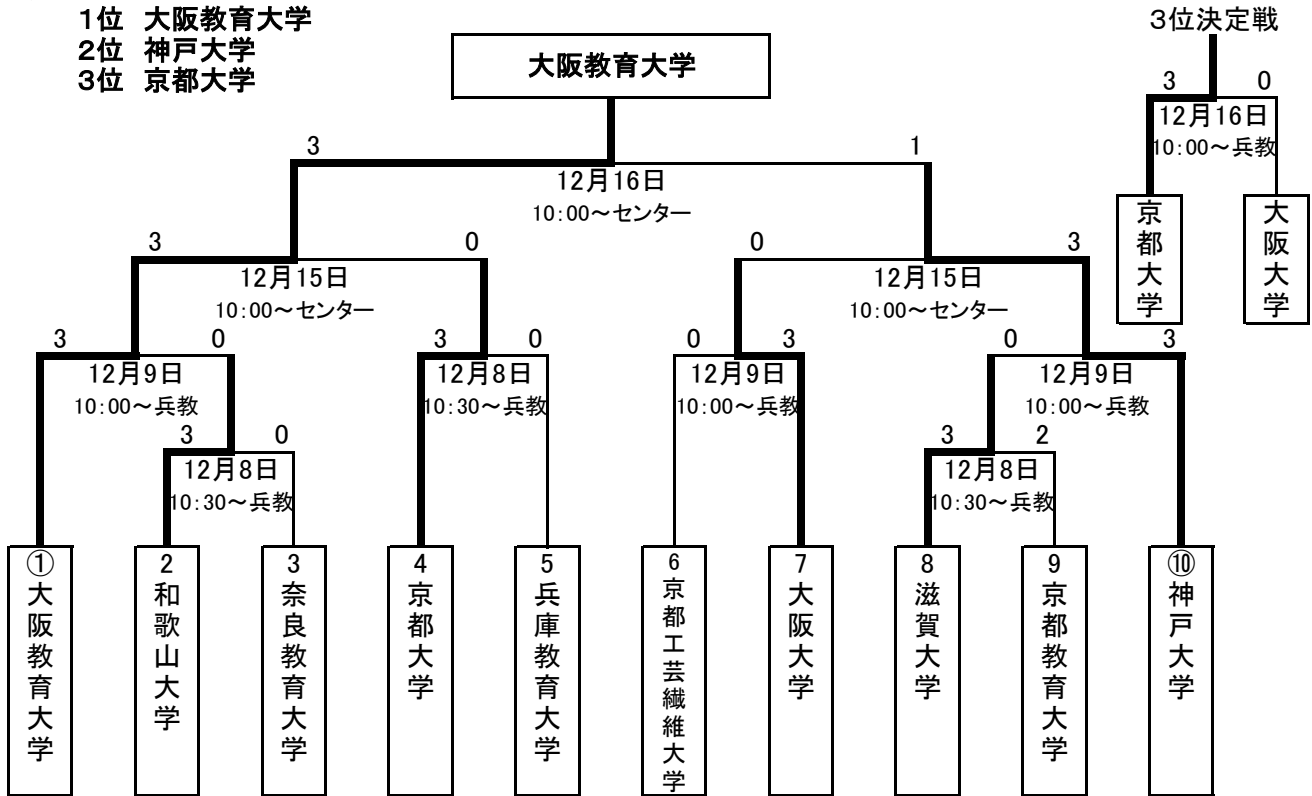 1位 大阪教育大学
2位 神戸大学
3位 京都大学
大阪教育大学
3位決定戦
3 0
12月16日
10:00～兵教
京都大学
大阪大学
3 1
12月16日
10:00～センター
3 0
12月15日
10:00～センター
0 3
12月15日
10:00～センター
3 0
12月9日
10:00～兵教
3 0
12月8日
10:30～兵教
0 3
12月9日
10:00～兵教
0 3
12月9日
10:00～兵教
3 0
12月8日
10:30～兵教
3 2
12月8日
10:30～兵教
①大阪教育大学
2和歌山大学
3奈良教育大学
4京都大学
5兵庫教育大学
6京都工芸繊維大学
7大阪大学
8滋賀大学
9京都教育大学
⑩神戸大学